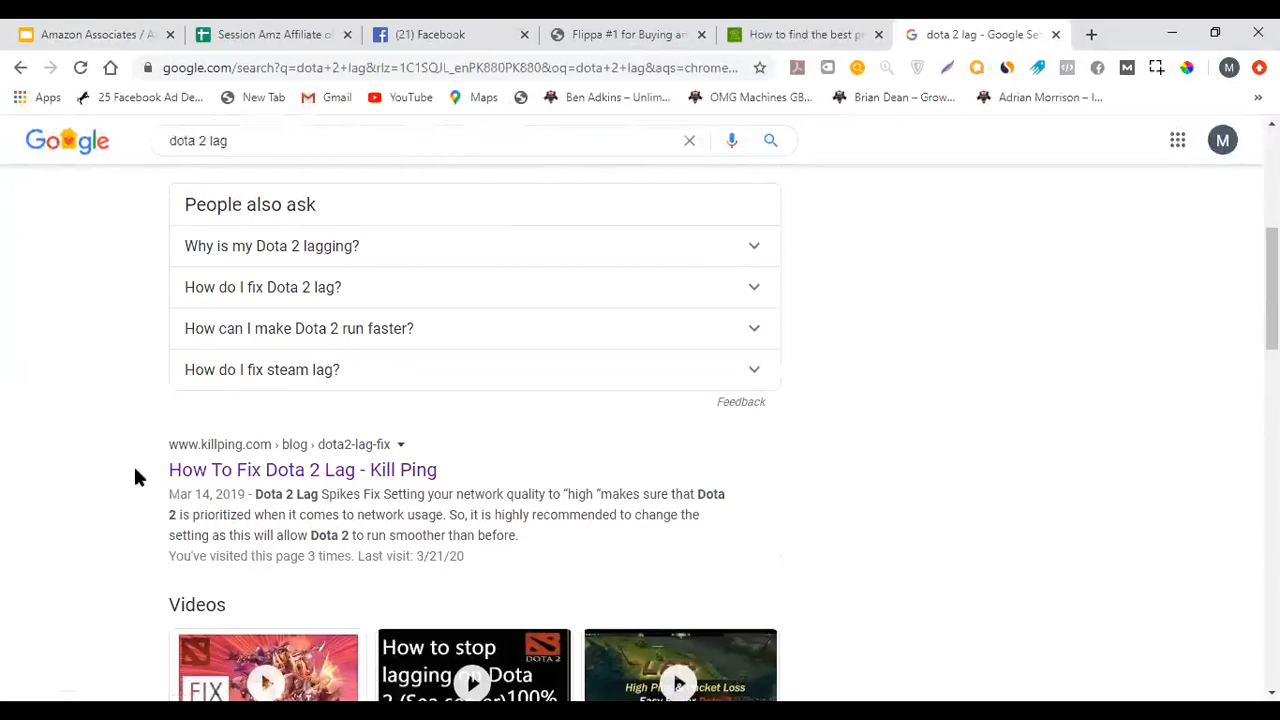 Amazon Associates / A
Session Amz Affiliate o
(21) Facebook
Flippa #1 for Buying an
How to find the best p
dota 2 lag - Google Se
google.com/search?q=dota+2+lag&rlz=1C1SQJL_enPK880PK880&oq=dota+2+lag&aqs=chrome...
Apps
25 Facebook Ad De...
New Tab
Gmail
YouTube
Maps
Ben Adkins – Unlim...
OMG Machines GB...
Brian Dean – Grow...
Adrian Morrison – I...
»
Google
dota 2 lag
M
People also ask
Why is my Dota 2 lagging?
How do I fix Dota 2 lag?
How can I make Dota 2 run faster?
How do I fix steam lag?
Feedback
www.killping.com › blog › dota2-lag-fix
How To Fix Dota 2 Lag - Kill Ping
Mar 14, 2019 - Dota 2 Lag Spikes Fix Setting your network quality to “high “makes sure that Dota
2 is prioritized when it comes to network usage. So, it is highly recommended to change the
setting as this will allow Dota 2 to run smoother than before.
You've visited this page 3 times. Last visit: 3/21/20
Videos
FIX
How to stop
lagging on Dota
DOTA 2
100%
High Ping & Packet Loss